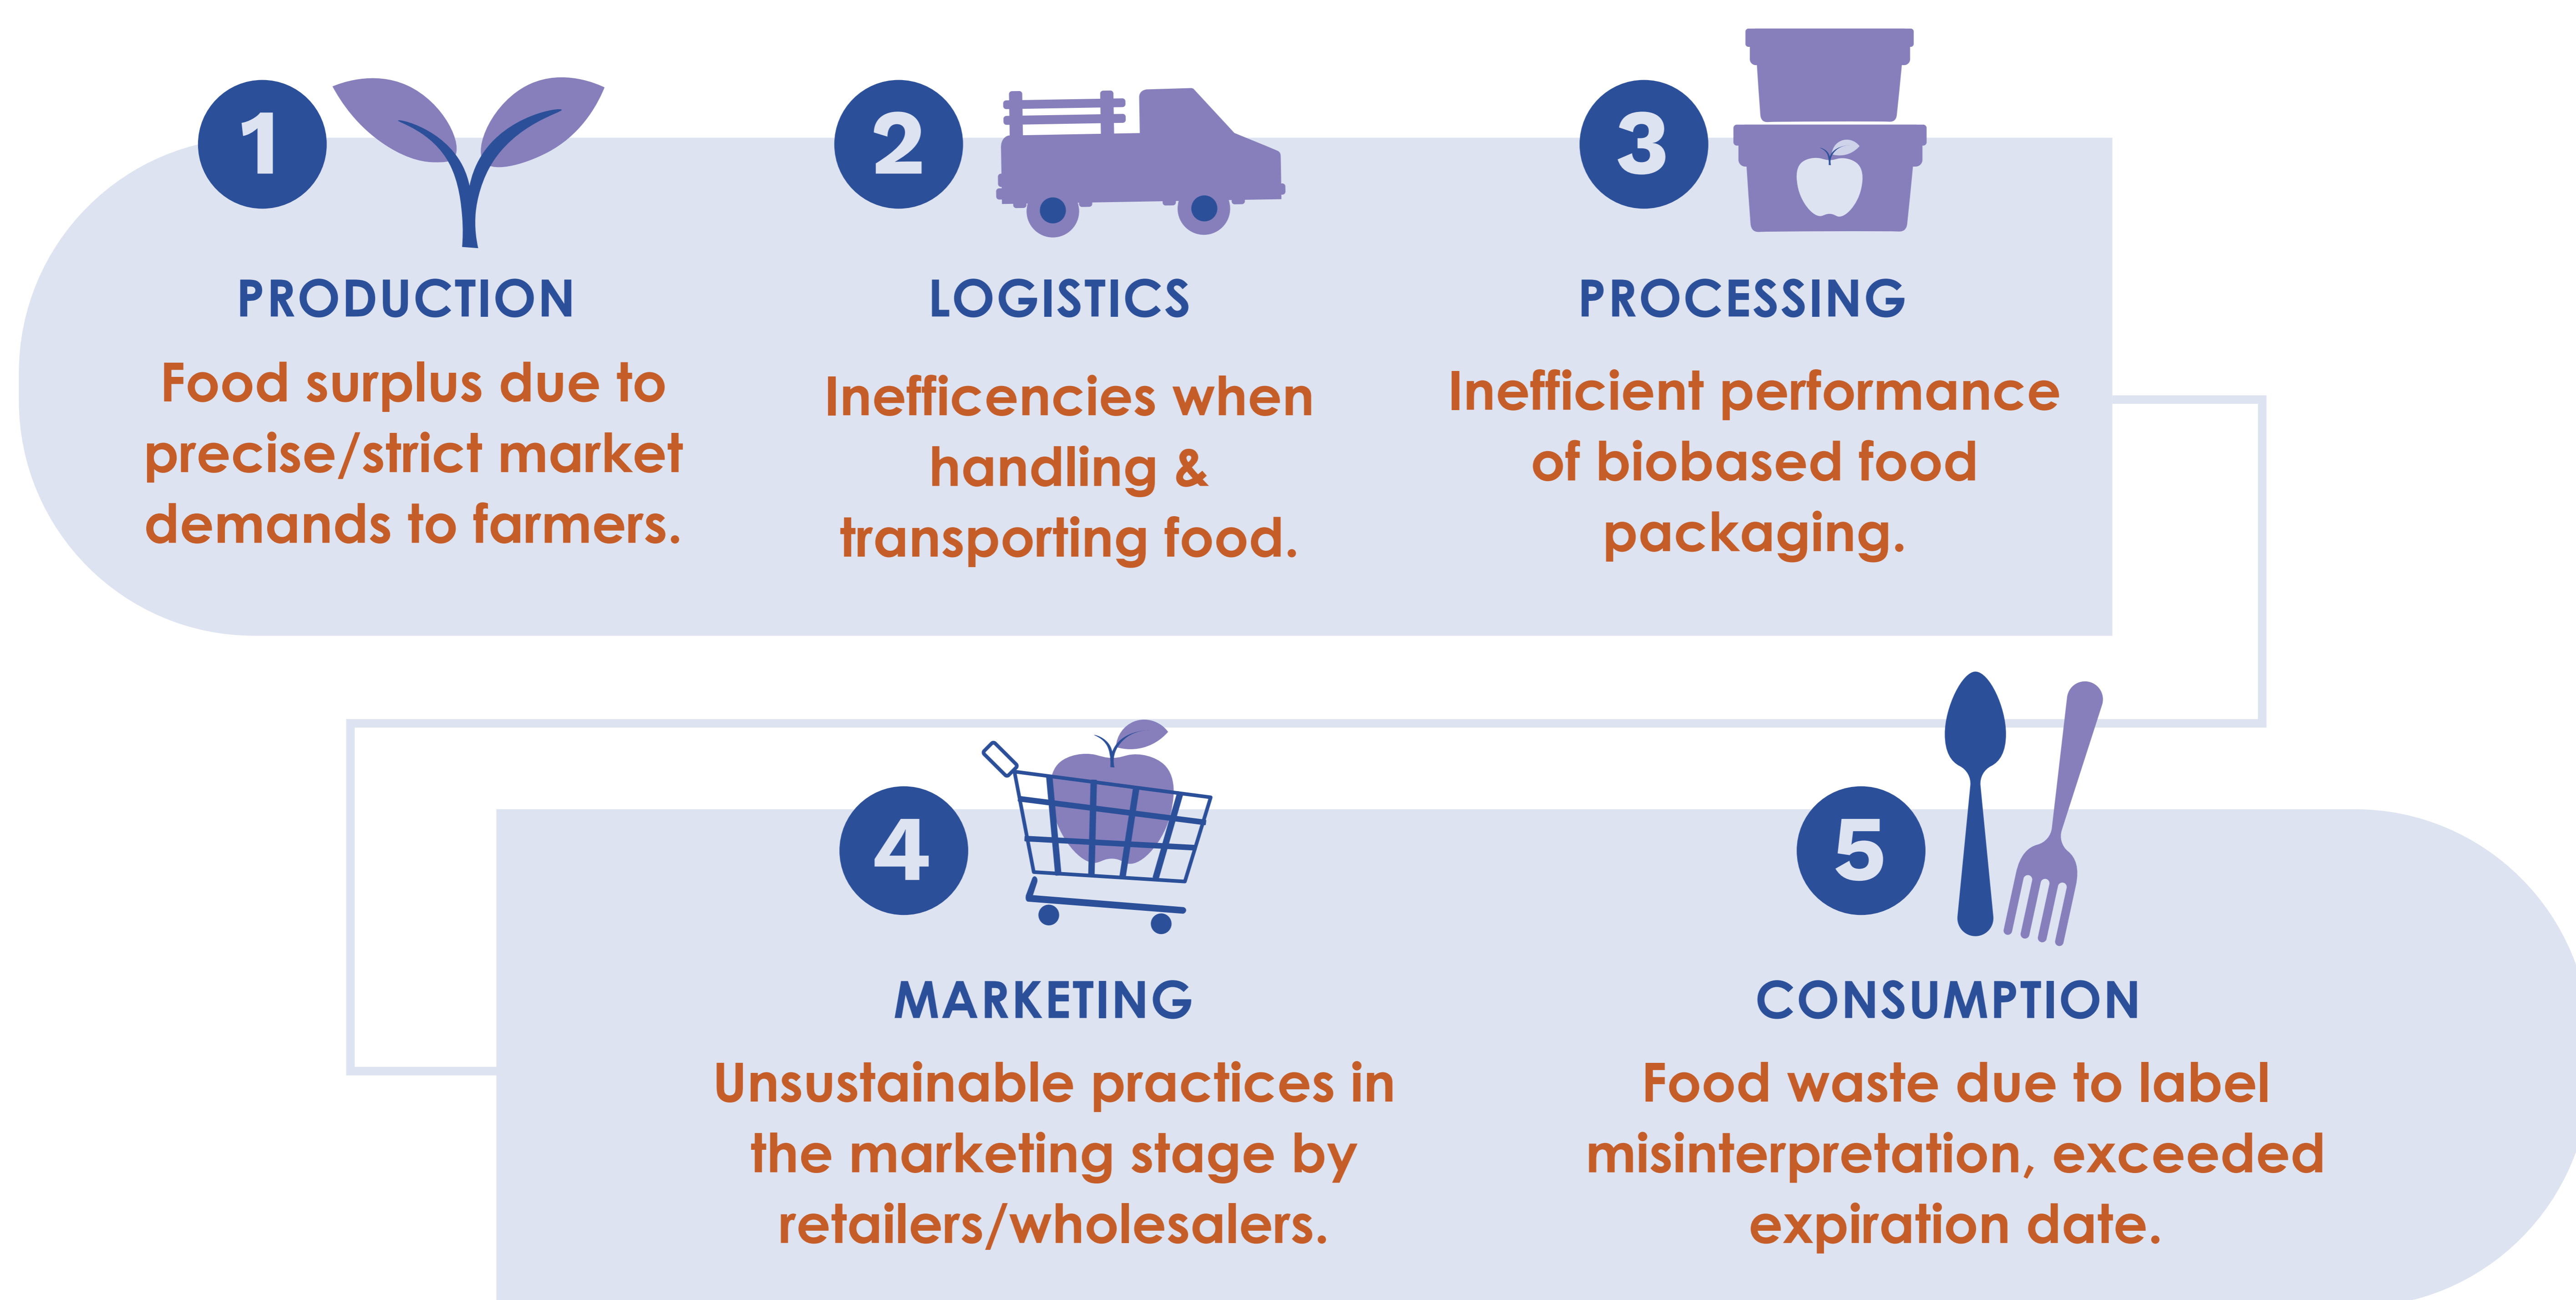 1
PRODUCTION
Food surplus due to
precise/strict market
demands to farmers.
2
LOGISTICS
Inefficencies when
handling &
transporting food.
3
PROCESSING
Inefficient performance
of biobased food
packaging.
4
MARKETING
Unsustainable practices in
the marketing stage by
retailers/wholesalers.
5
CONSUMPTION
Food waste due to label
misinterpretation, exceeded
expiration date.